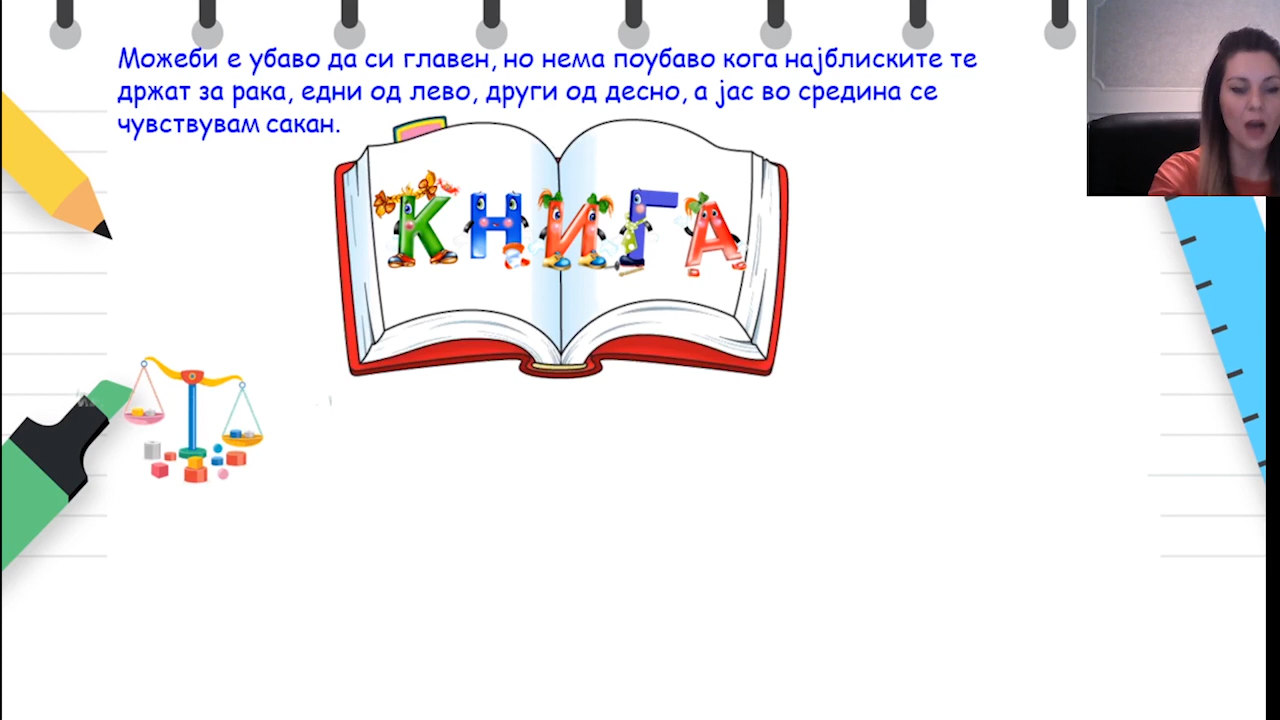 Можеби е убаво да си главен, но нема поубаво кога најблиските те
држат за рака, едни од лево, други од десно, а јас во средина се
чувствувам сакан.
КНИГА